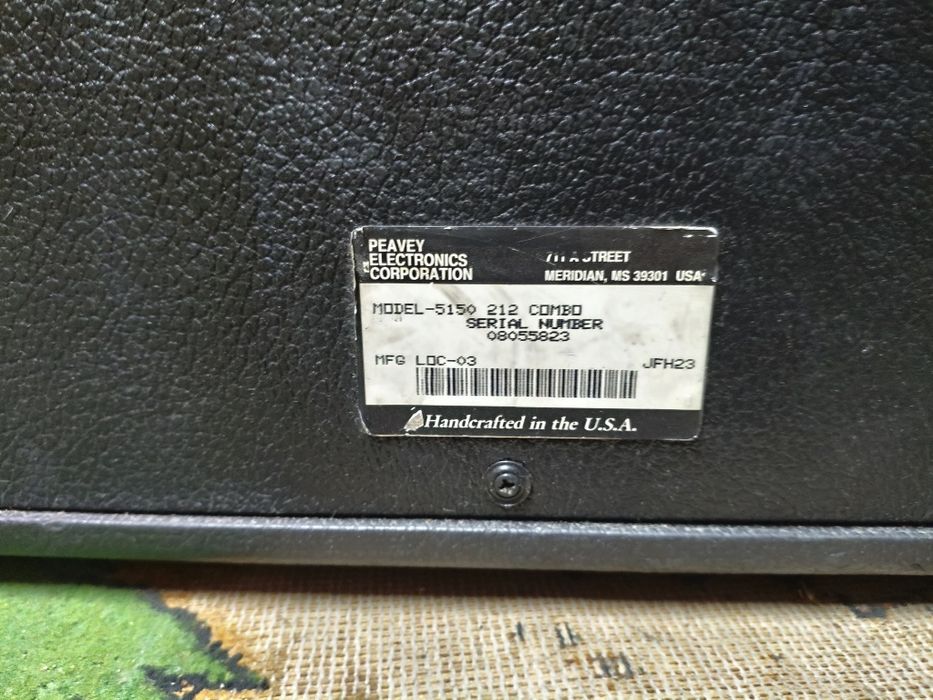 PEAVEY
ELECTRONICS
CORPORATION
STREET
MERIDIAN, MS 39301 USA
MODEL-5150 212 COMBO
SERIAL NUMBER
08055823
MFG LOC-03
JFH23
Handcrafted in the U.S.A.